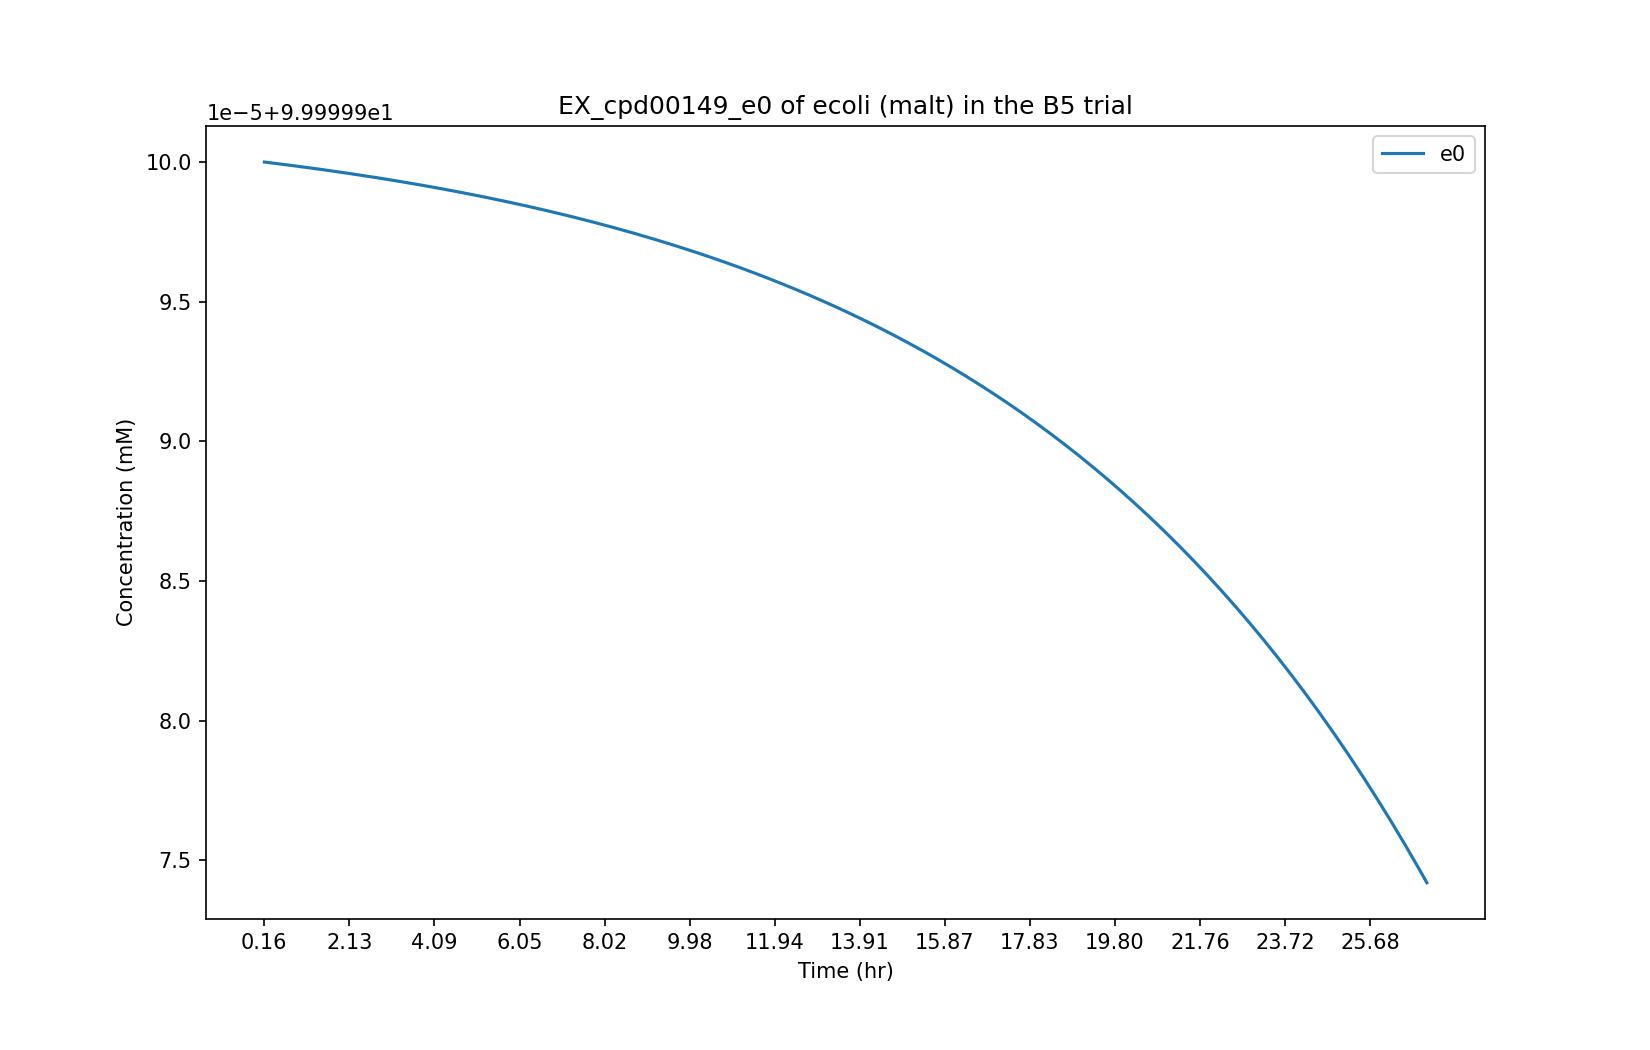 EX_cpd00149_e0 of ecoli (malt) in the B5 trial
1e−5+9.99999e1
e0
10.0
9.5
9.0
8.5
8.0
7.5
Concentration (mM)
0.16 2.13 4.09 6.05 8.02 9.98 11.94 13.91 15.87 17.83 19.80 21.76 23.72 25.68
Time (hr)